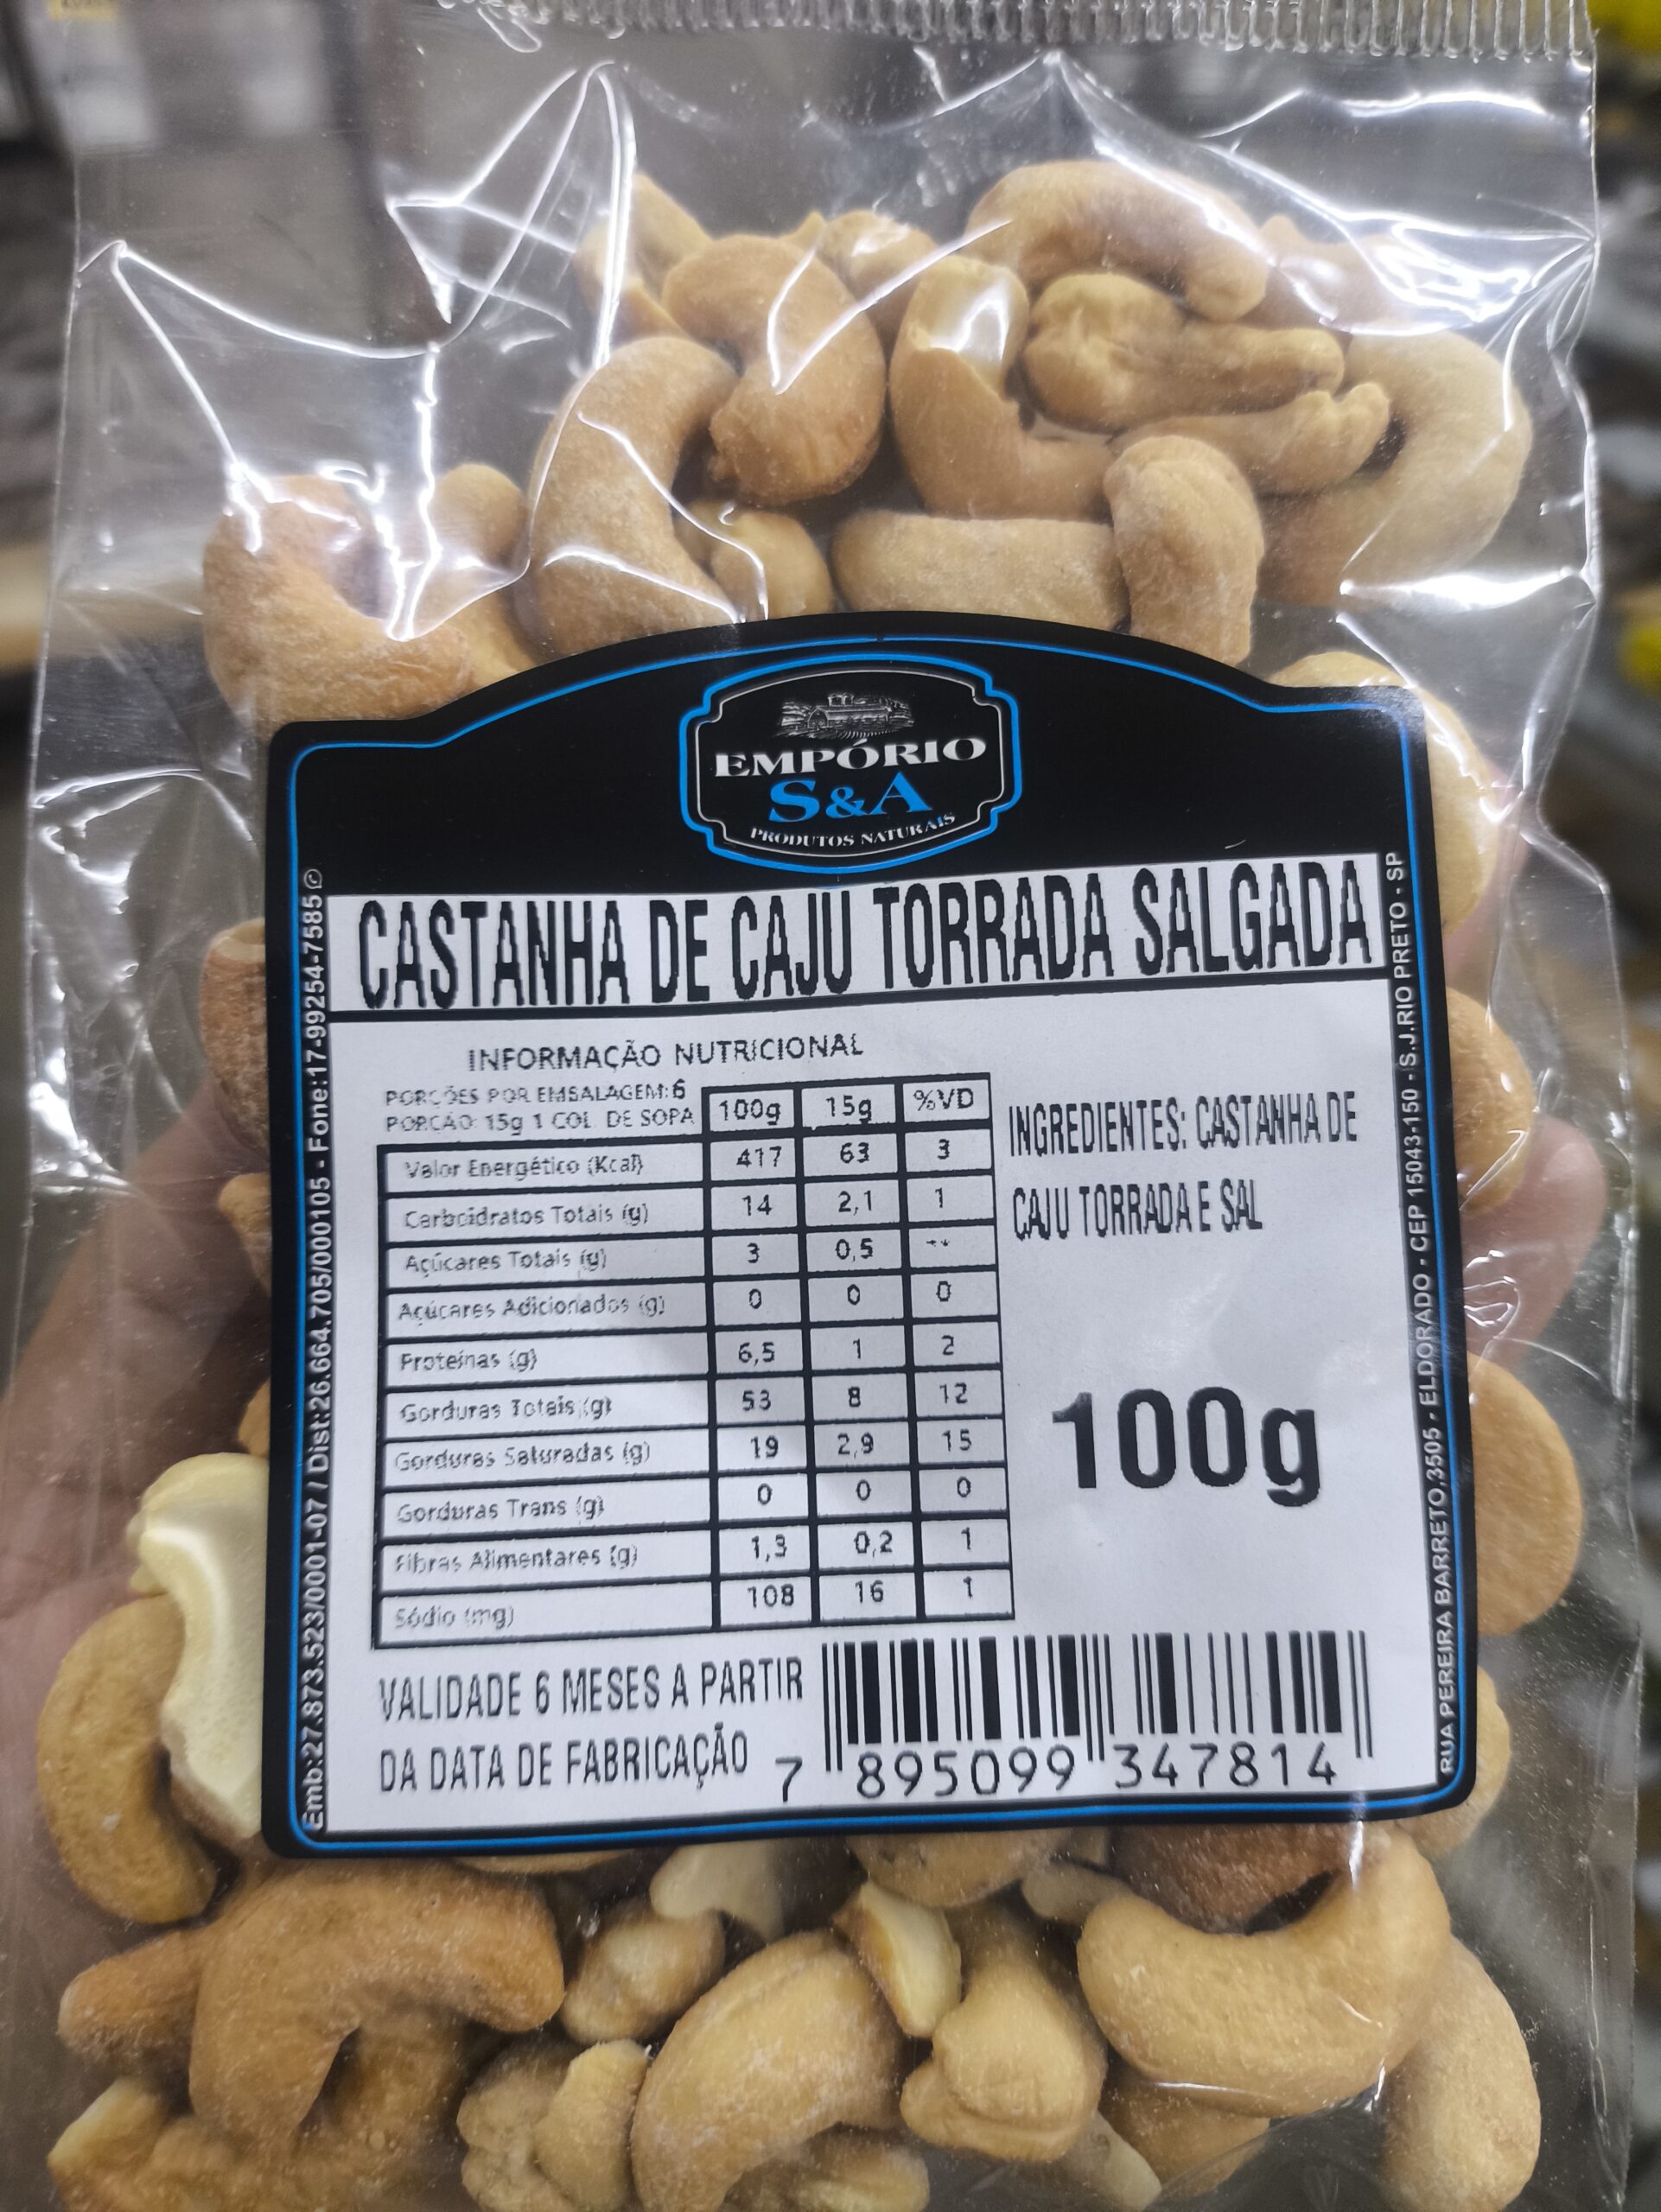 EMPÓRIO
S&A
PRODUTOS NATURAIS
CASTANHA DE CAJU TORRADA SALGADA
INFORMAÇÃO NUTRICIONAL
PORÇÕES POR EMBALAGEM: 6
PORÇÃO: 15g 1 COL. DE SOPA
100g 15g %VD
Valor Energético (Kcal) 417 63 3
Carboidratos Totais (g) 14 2,1 1
Açúcares Totais (g) 3 0,5 **
Açúcares Adicionados (g) 0 0 0
Proteínas (g) 6,5 1 2
Gorduras Totais (g) 53 8 12
Gorduras Saturadas (g) 19 2,9 15
Gorduras Trans (g) 0 0 0
Fibras Alimentares (g) 1,3 0,2 1
Sódio (mg) 108 16 1
INGREDIENTES: CASTANHA DE
CAJU TORRADA E SAL
100g
VALIDADE 6 MESES A PARTIR
DA DATA DE FABRICAÇÃO
7 895099 347814
Emb:27.873.523/0001-07 / Dist:26.664.705/000105 - Fone:17-99254-7585
RUA PEREIRA BARRETO,3505 - ELDORADO - CEP 15043-150 - S.J.RIO PRETO - SP